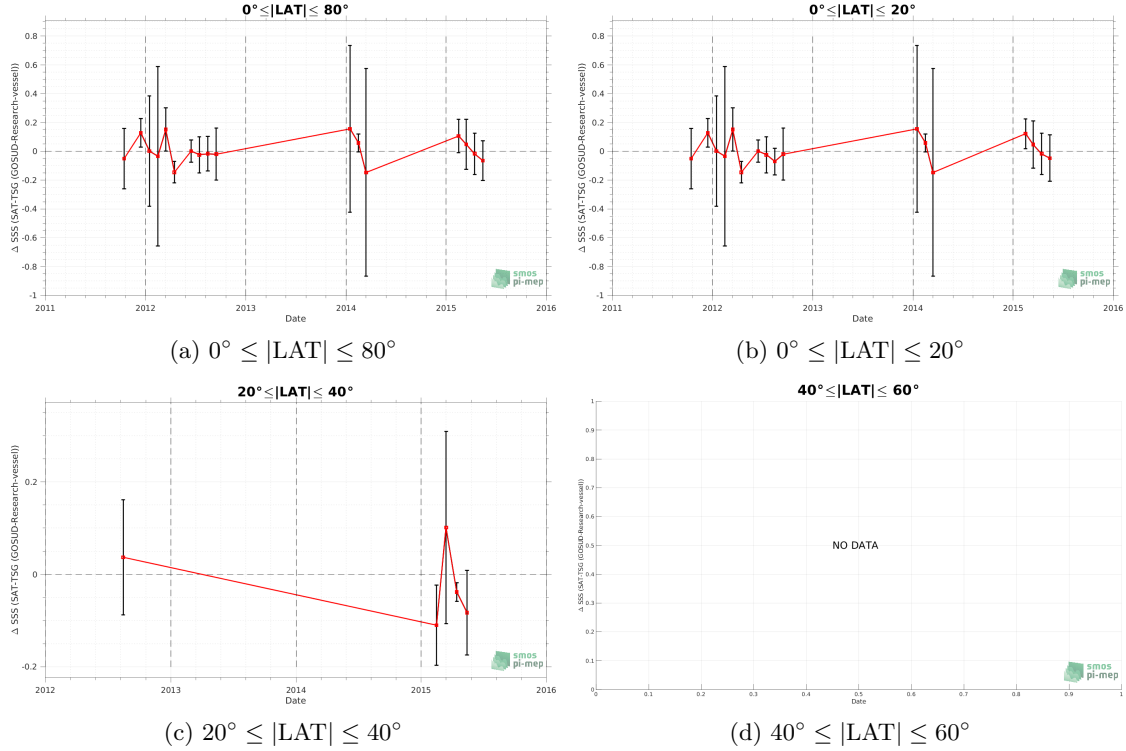 0°≤|LAT|≤ 80°
Δ SSS (SAT-TSG (GOSUD-Research-vessel))
0.8
0.6
0.4
0.2
0
-0.2
-0.4
-0.6
-0.8
-1
2011 2012 2013 2014 2015 2016
Date
smos
pi-mep
(a) 0° ≤ |LAT| ≤ 80°
0°≤|LAT|≤ 20°
Δ SSS (SAT-TSG (GOSUD-Research-vessel))
0.8
0.6
0.4
0.2
0
-0.2
-0.4
-0.6
-0.8
-1
2011 2012 2013 2014 2015 2016
Date
smos
pi-mep
(b) 0° ≤ |LAT| ≤ 20°
20°≤|LAT|≤ 40°
Δ SSS (SAT-TSG (GOSUD-Research-vessel))
0.2
0
-0.2
2012 2013 2014 2015 2016
Date
smos
pi-mep
(c) 20° ≤ |LAT| ≤ 40°
40°≤|LAT|≤ 60°
Δ SSS (SAT-TSG (GOSUD-Research-vessel))
1
0.9
0.8
0.7
0.6
0.5
0.4
0.3
0.2
0.1
0
NO DATA
0 0.1 0.2 0.3 0.4 0.5 0.6 0.7 0.8 0.9 1
Date
smos
pi-mep
(d) 40° ≤ |LAT| ≤ 60°